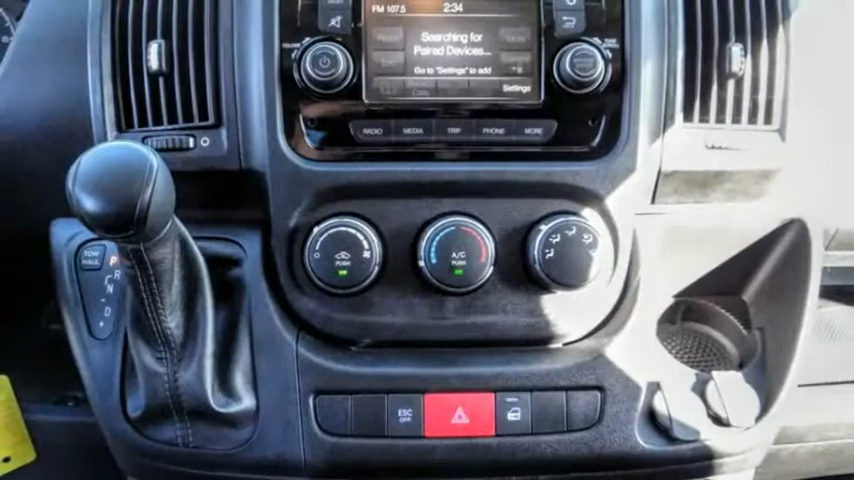 FM 107.5 2:34
Searching for
Paired Devices...
Go to "Settings" to add
Settings
VOLUME
RADIO MEDIA TRIP PHONE MORE
TOW
HAUL
P
R
N
D
PUSH
A/C
PUSH
ESC
OFF